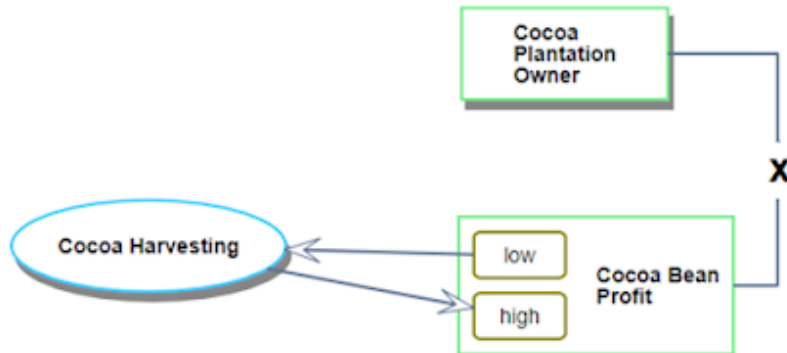 Cocoa
Plantation
Owner
X
Cocoa Harvesting
low
high
Cocoa Bean
Profit